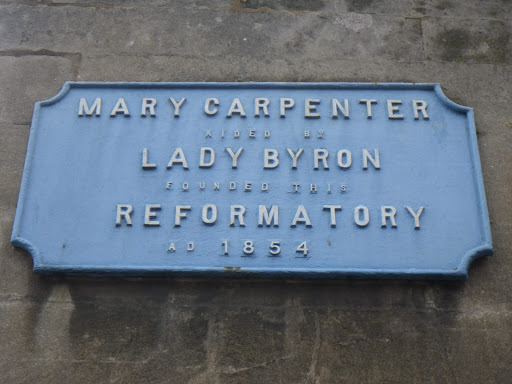 MARY CARPENTER
AIDED BY
LADY BYRON
FOUNDED THIS
REFORMATORY
AD 1854